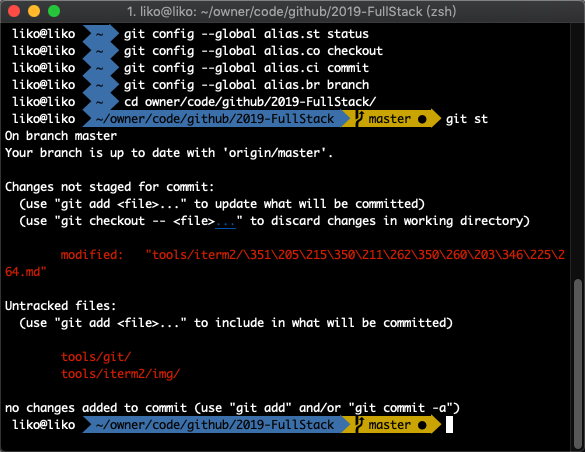 1. liko@liko: ~/owner/code/github/2019-FullStack (zsh)
liko@liko ~ git config --global alias.st status
liko@liko ~ git config --global alias.co checkout
liko@liko ~ git config --global alias.ci commit
liko@liko ~ git config --global alias.br branch
liko@liko ~ cd owner/code/github/2019-FullStack/
liko@liko ~/owner/code/github/2019-FullStack master ● git st
On branch master
Your branch is up to date with 'origin/master'.
Changes not staged for commit:
(use "git add <file>..." to update what will be committed)
(use "git checkout -- <file>..." to discard changes in working directory)
modified: "tools/iterm2/\351\205\215\350\211\262\350\260\203\346\225\2
64.md"
Untracked files:
(use "git add <file>..." to include in what will be committed)
tools/git/
tools/iterm2/img/
no changes added to commit (use "git add" and/or "git commit -a")
liko@liko ~/owner/code/github/2019-FullStack master ●